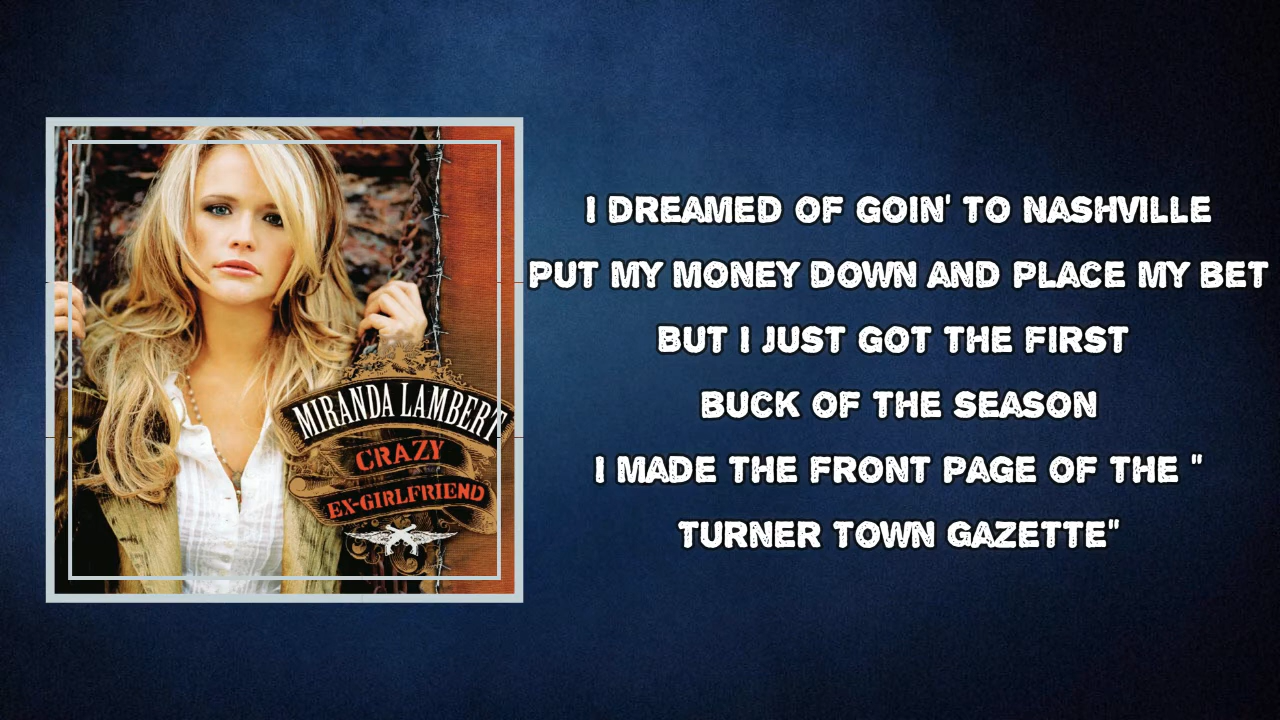 MIRANDA LAMBERT
CRAZY
EX-GIRLFRIEND
I DREAMED OF GOIN' TO NASHVILLE
PUT MY MONEY DOWN AND PLACE MY BET
BUT I JUST GOT THE FIRST
BUCK OF THE SEASON
I MADE THE FRONT PAGE OF THE "
TURNER TOWN GAZETTE"